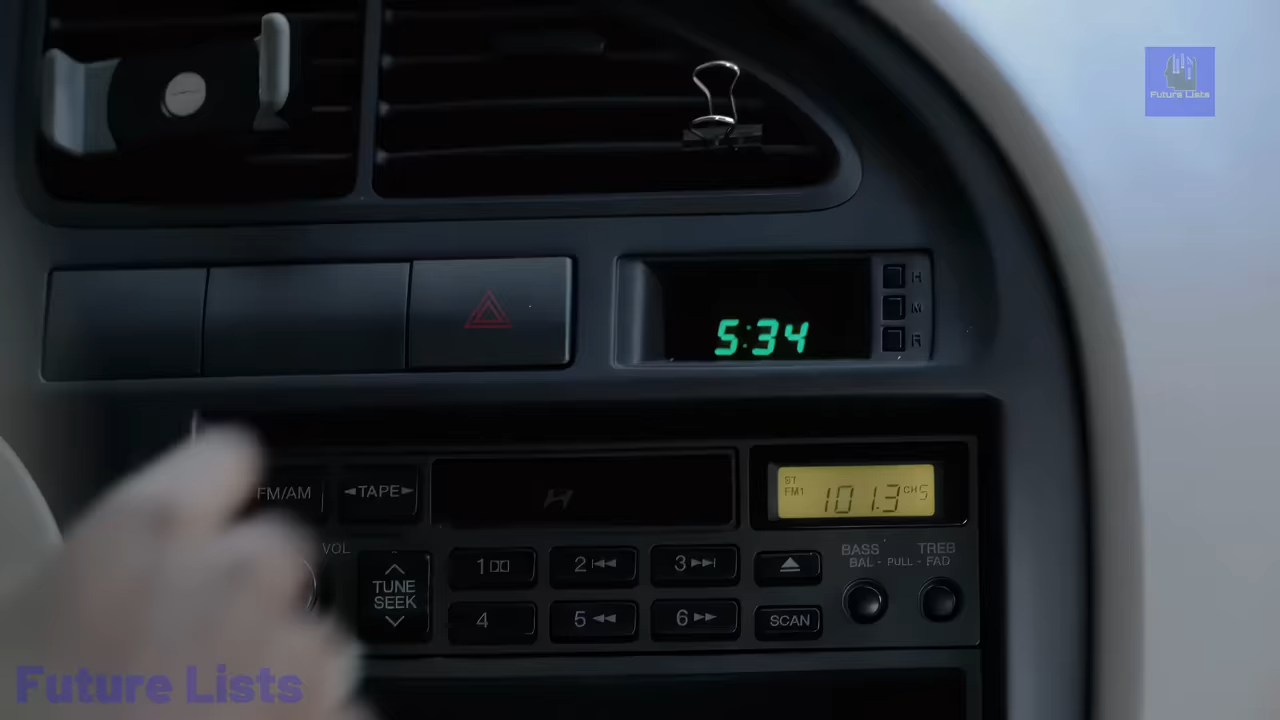 Future Lists
5:34
H
M
R
FM/AM
◄TAPE►
ST
FM1
101.3
CH5
VOL
TUNE
SEEK
1
2
3
BASS
TREB
BAL - PULL - FAD
4
5
6
SCAN
Future Lists